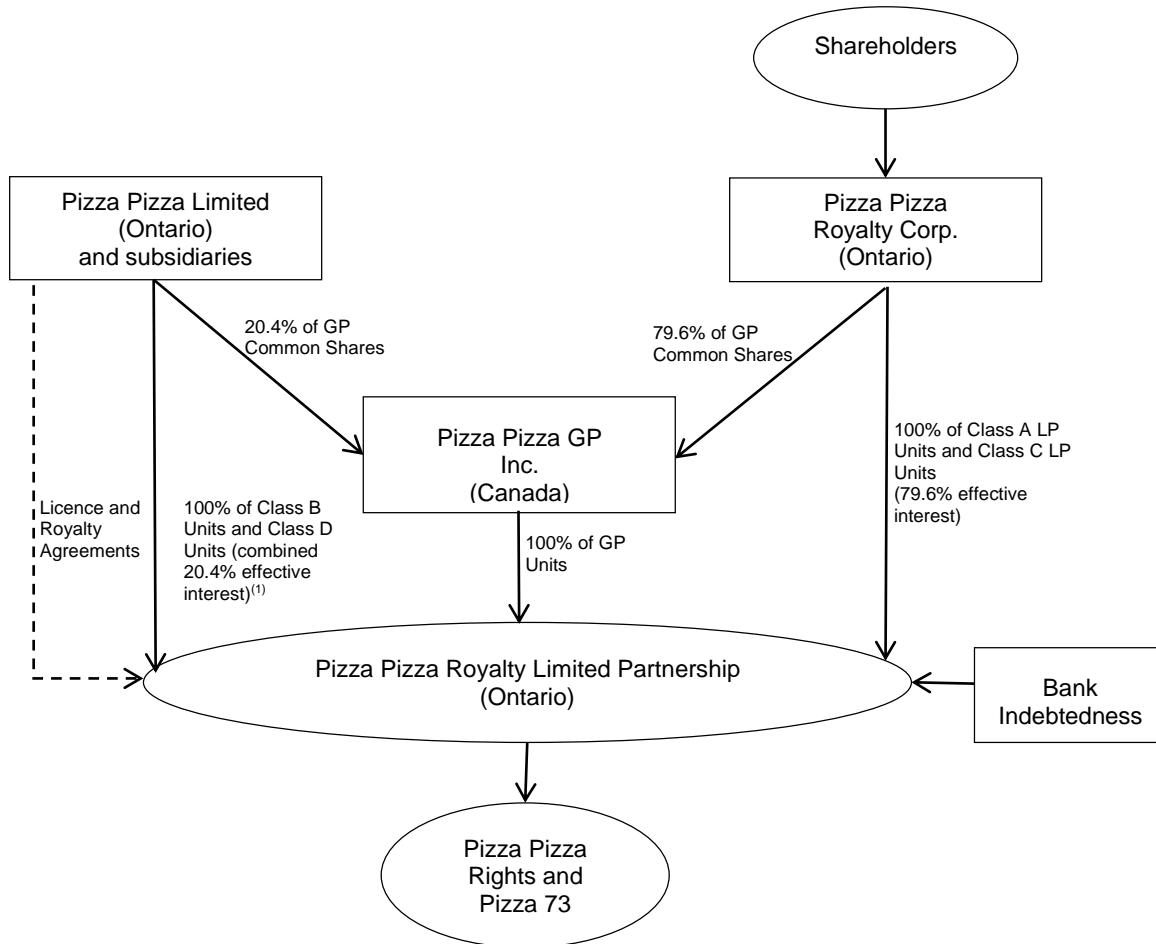 Shareholders
Pizza Pizza Limited
(Ontario)
and subsidiaries
Pizza Pizza
Royalty Corp.
(Ontario)
20.4% of GP
Common Shares
79.6% of GP
Common Shares
Pizza Pizza GP
Inc.
(Canada)
100% of Class A LP
Units and Class C LP
Units
(79.6% effective
interest)
Licence and
Royalty
Agreements
100% of Class B
Units and Class D
Units (combined
20.4% effective
interest)(1)
100% of GP
Units
Pizza Pizza Royalty Limited Partnership
(Ontario)
Bank
Indebtedness
Pizza Pizza
Rights and
Pizza 73